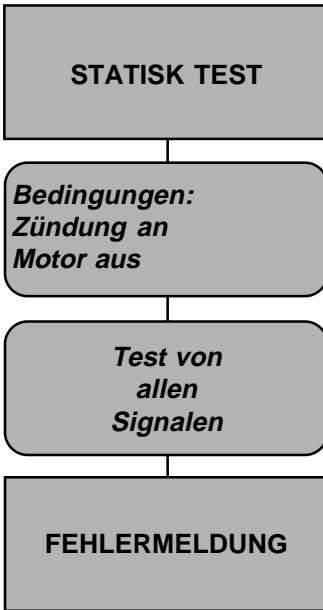 STATISK TEST
Bedingungen:
Zündung an
Motor aus
Test von
allen
Signalen
FEHLERMELDUNG